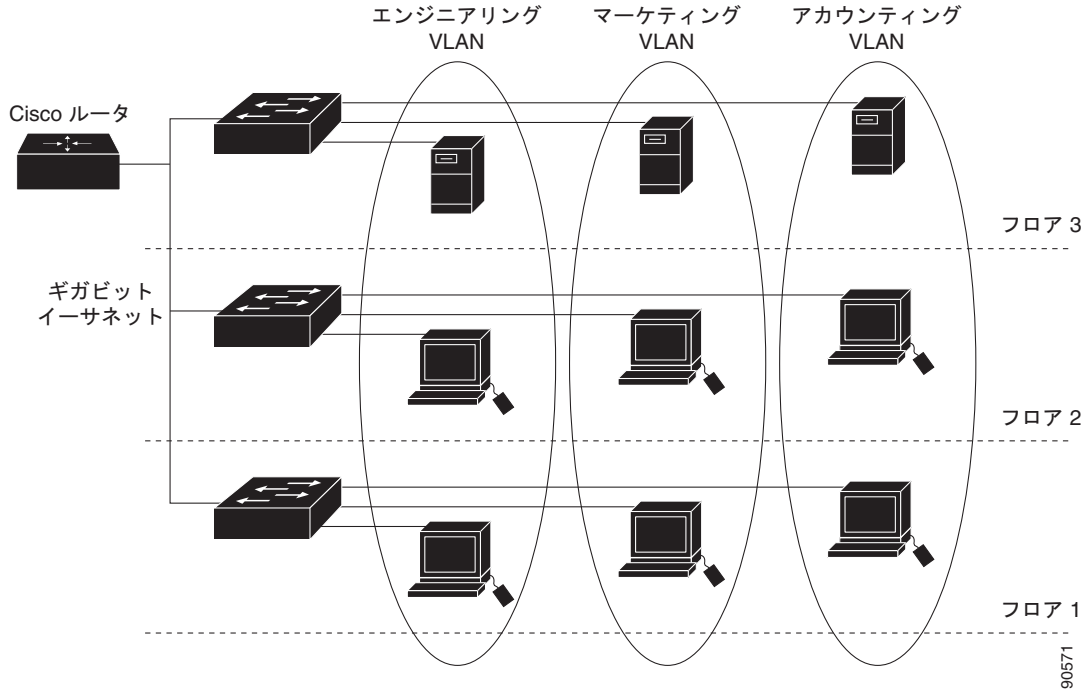 エンジニアリング
VLAN
マーケティング
VLAN
アカウンティング
VLAN
Cisco ルータ
フロア 3
ギガビット
イーサネット
フロア 2
フロア 1
90571